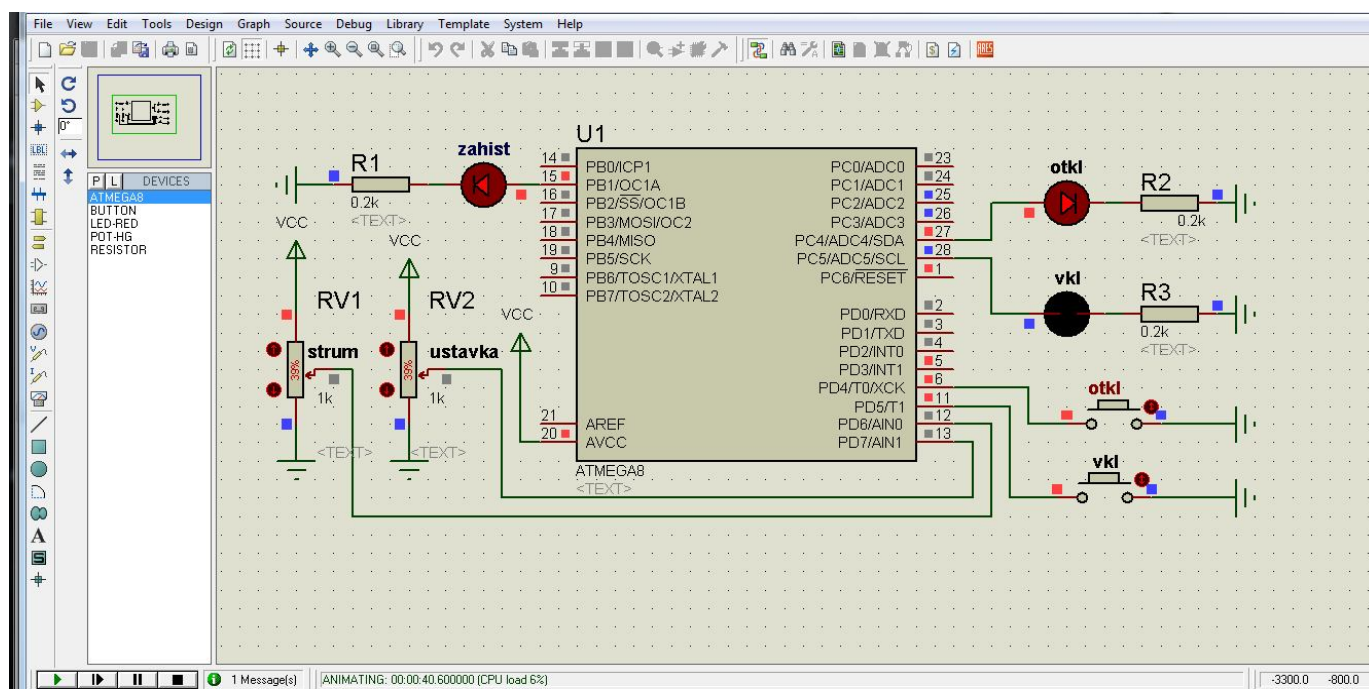 File View Edit Tools Design Graph Source Debug Library Template System Help
0°
LBL
ARES
P L DEVICES
ATMEGA8
BUTTON
LED-RED
POT-HG
RESISTOR
U1
zahist
R1
0.2k
<TEXT>
14 PB0/ICP1
15 PB1/OC1A
16 PB2/SS/OC1B
17 PB3/MOSI/OC2
18 PB4/MISO
19 PB5/SCK
9 PB6/TOSC1/XTAL1
10 PB7/TOSC2/XTAL2
21 AREF
20 AVCC
PC0/ADC0 23
PC1/ADC1 24
PC2/ADC2 25
PC3/ADC3 26
PC4/ADC4/SDA 27
PC5/ADC5/SCL 28
PC6/RESET 1
PD0/RXD 2
PD1/TXD 3
PD2/INT0 4
PD3/INT1 5
PD4/T0/XCK 6
PD5/T1 11
PD6/AIN0 12
PD7/AIN1 13
ATMEGA8
<TEXT>
VCC
VCC
VCC
RV1
strum
39%
1k
<TEXT>
RV2
ustavka
39%
1k
<TEXT>
otkl
R2
0.2k
<TEXT>
vkl
R3
0.2k
<TEXT>
otkl
vkl
1 Message(s)
ANIMATING: 00:00:40.600000 (CPU load 6%)
-3300.0 -800.0